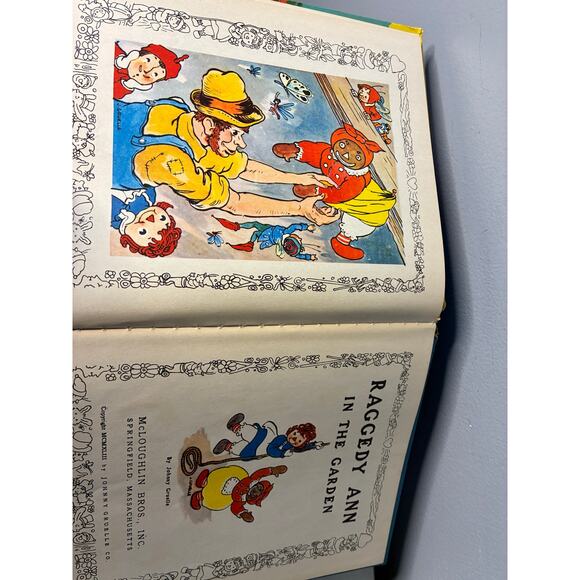 RAGGEDY ANN
IN THE GARDEN
By Johnny Gruelle
McLOUGHLIN BROS., INC.
SPRINGFIELD, MASSACHUSETTS
Copyright MCMXLIII by JOHNNY GRUELLE CO.